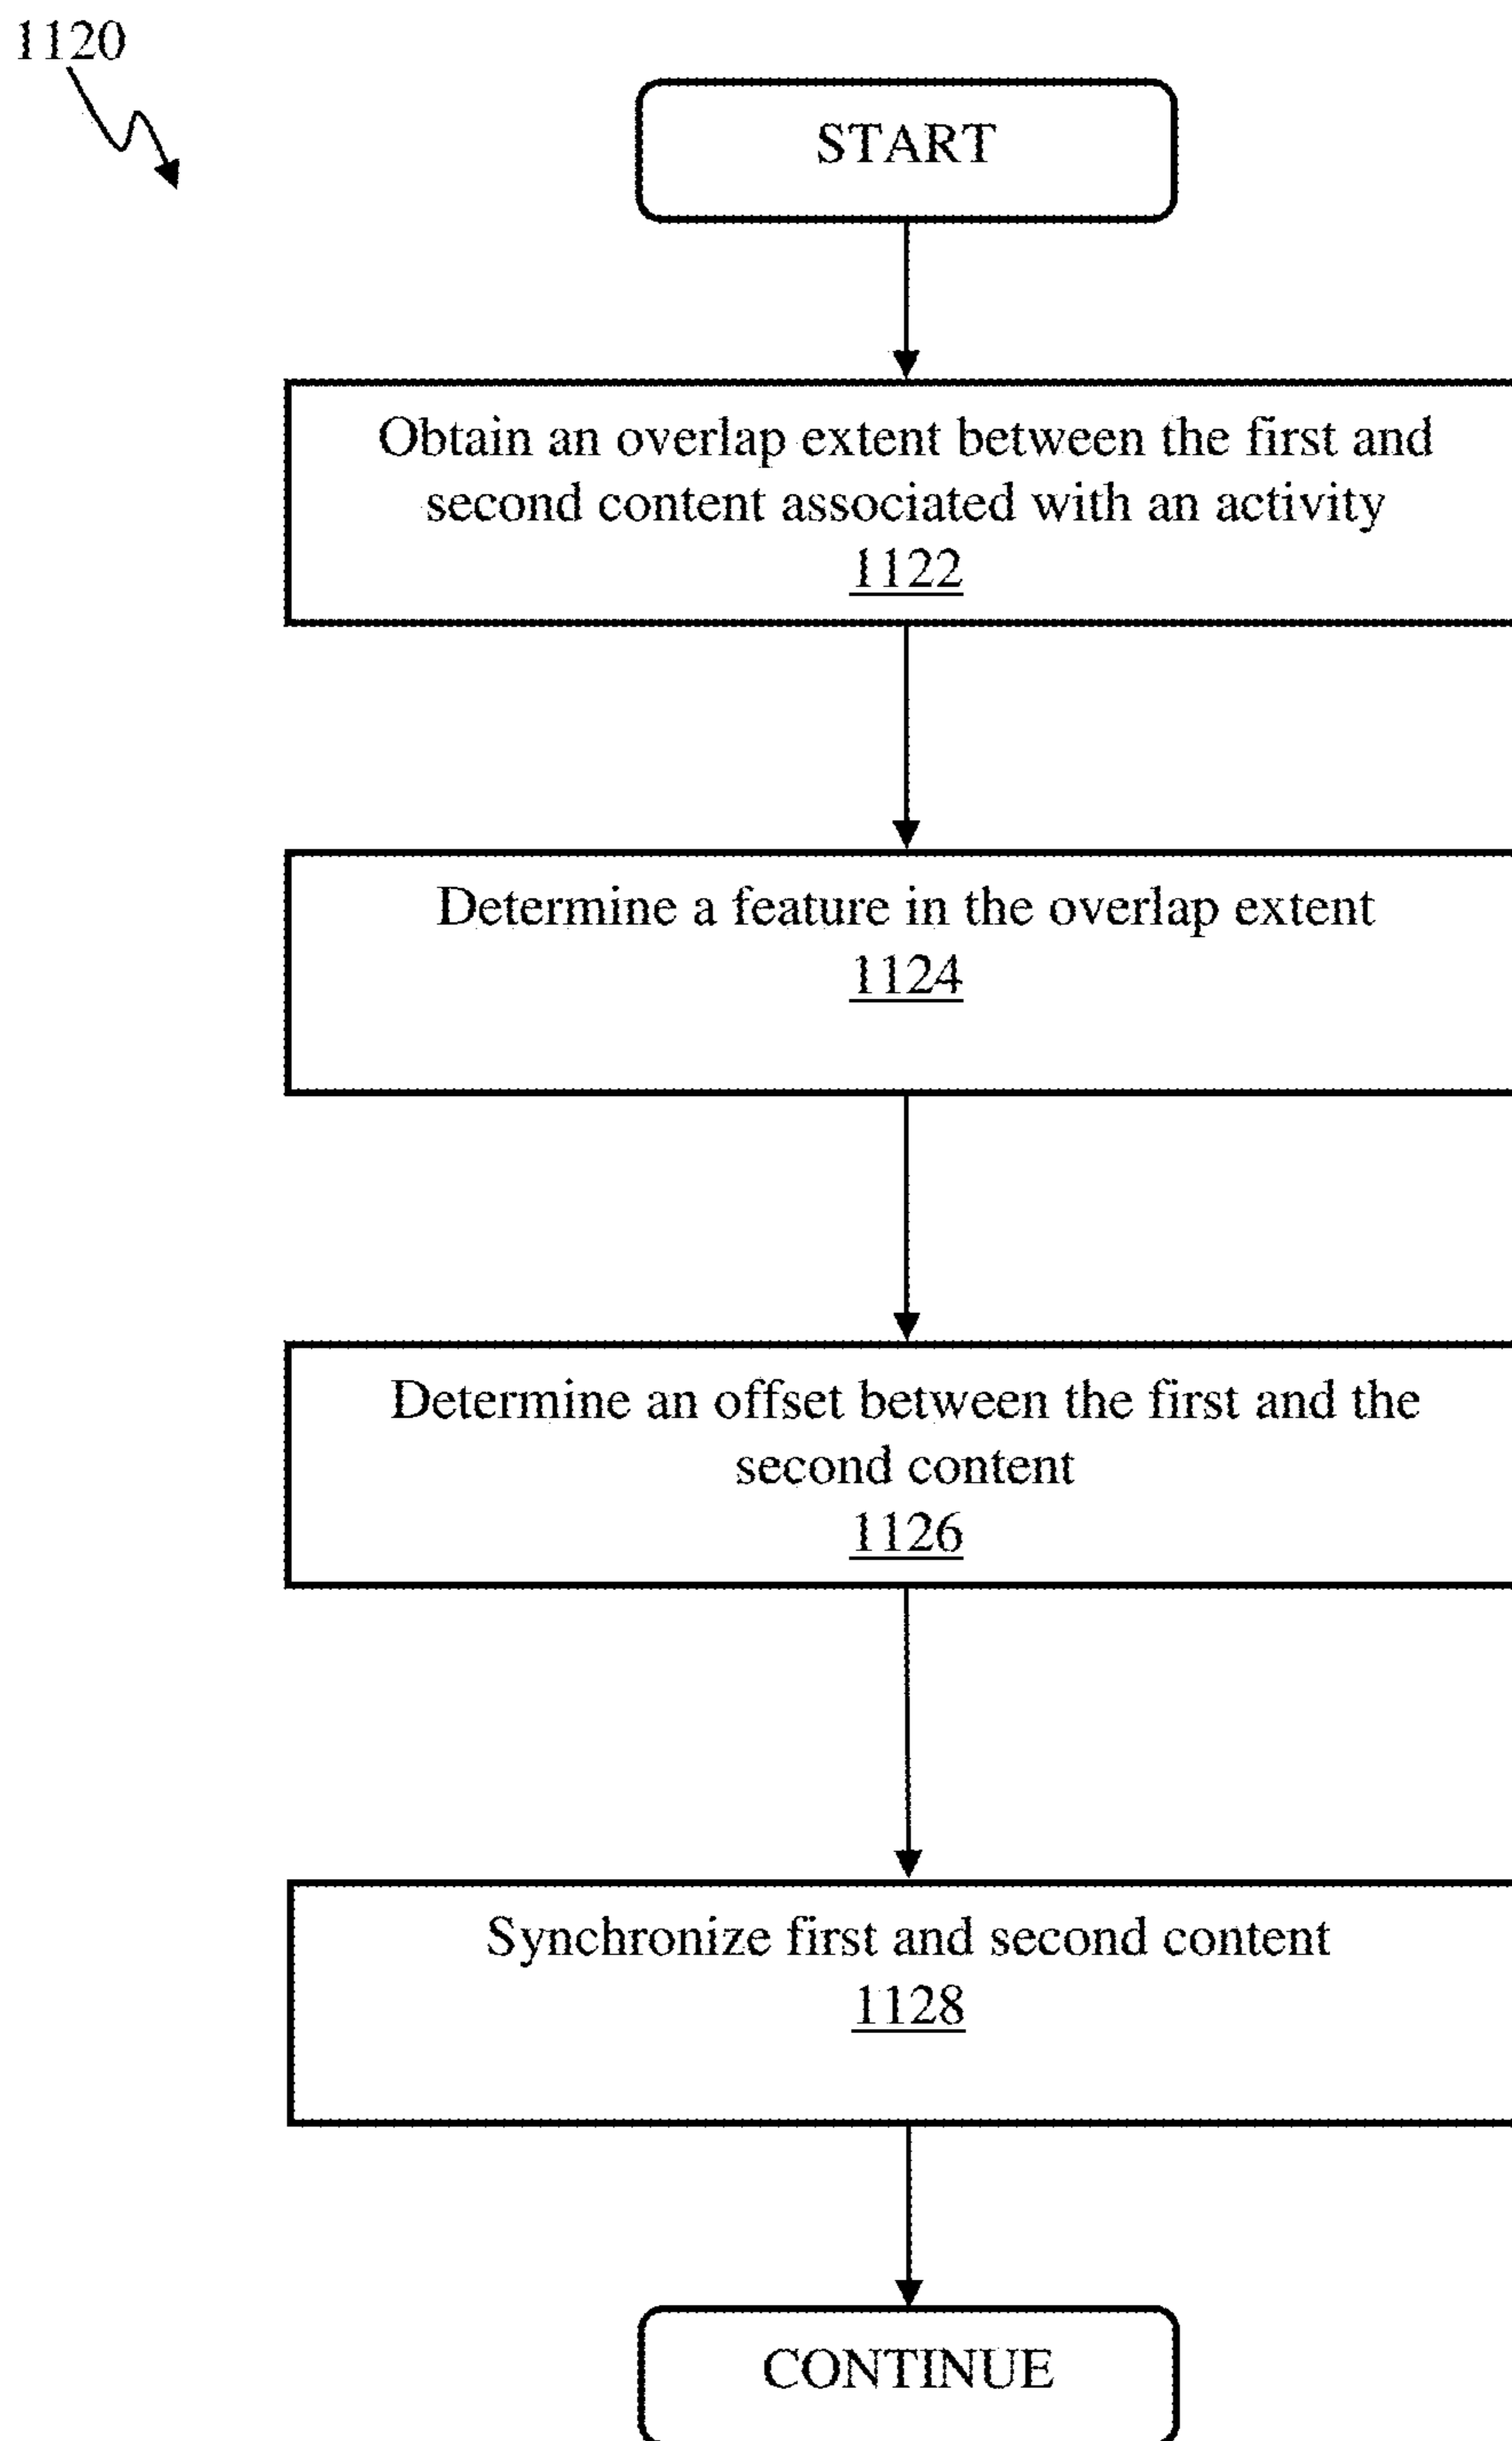 1120
START
Obtain an overlap extent between the first and
second content associated with an activity
1122
Determine a feature in the overlap extent
1124
Determine an offset between the first and the
second content
1126
Synchronize first and second content
1128
CONTINUE